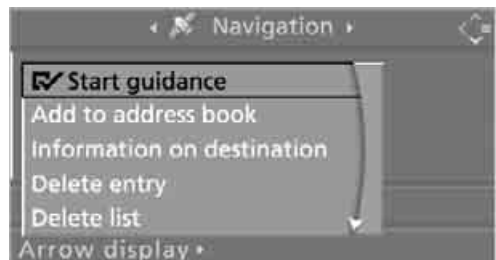 Navigation
Start guidance
Add to address book
Information on destination
Delete entry
Delete list
Arrow display